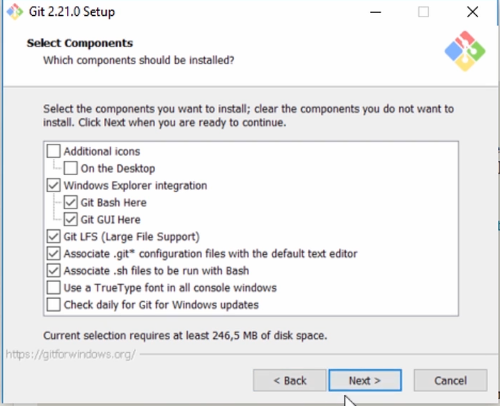 Git 2.21.0 Setup
Select Components
Which components should be installed?
Select the components you want to install; clear the components you do not want to
install. Click Next when you are ready to continue.
Additional icons
On the Desktop
Windows Explorer integration
Git Bash Here
Git GUI Here
Git LFS (Large File Support)
Associate .git* configuration files with the default text editor
Associate .sh files to be run with Bash
Use a TrueType font in all console windows
Check daily for Git for Windows updates
Current selection requires at least 246,5 MB of disk space.
https://gitforwindows.org/
< Back
Next >
Cancel